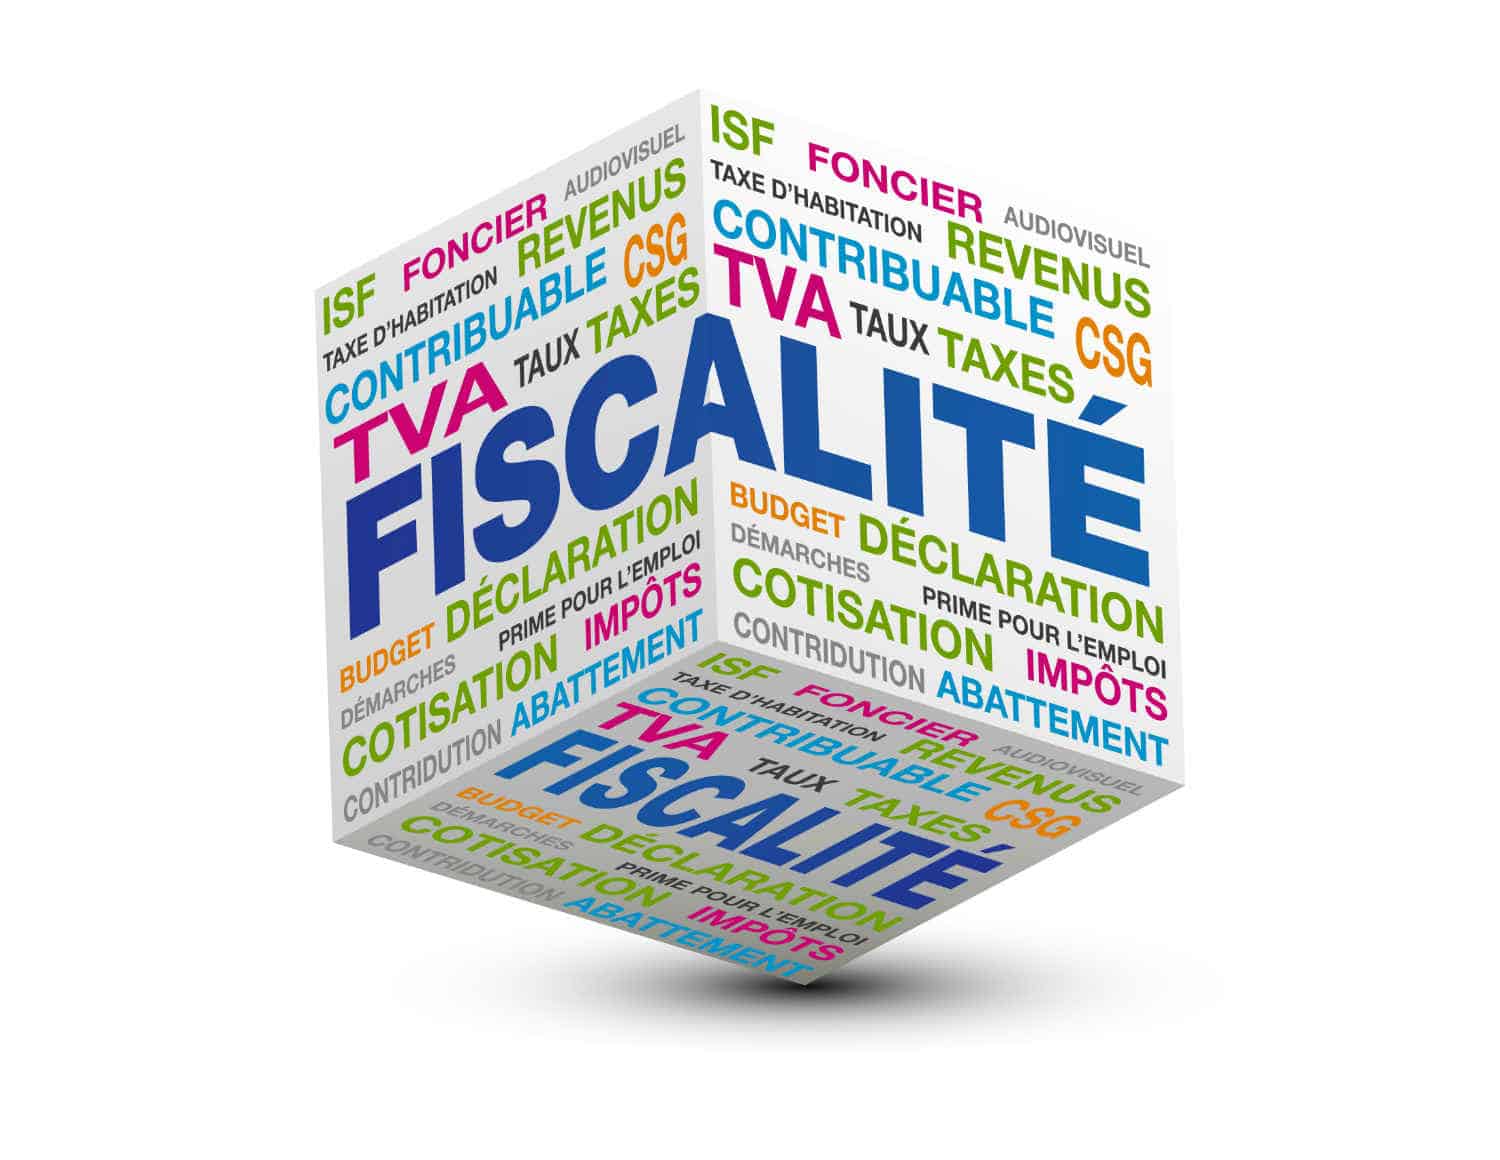 ISF FONCIER AUDIOVISUEL
TAXE D'HABITATION REVENUS
CONTRIBUABLE CSG
TVA TAUX TAXES
FISCALITÉ
BUDGET DÉCLARATION
DÉMARCHES PRIME POUR L'EMPLOI
COTISATION IMPÔTS
CONTRIDUTION ABATTEMENT
ISF FONCIER AUDIOVISUEL
TAXE D'HABITATION REVENUS
CONTRIBUABLE CSG
TVA TAUX TAXES
BUDGET DÉCLARATION
DÉMARCHES PRIME POUR L'EMPLOI
COTISATION IMPÔTS
CONTRIDUTION ABATTEMENT
ISF FONCIER AUDIOVISUEL
TAXE D'HABITATION REVENUS
CONTRIBUABLE CSG
TVA TAUX TAXES
FISCALITÉ
BUDGET DÉCLARATION
DÉMARCHES PRIME POUR L'EMPLOI
COTISATION IMPÔTS
CONTRIDUTION ABATTEMENT